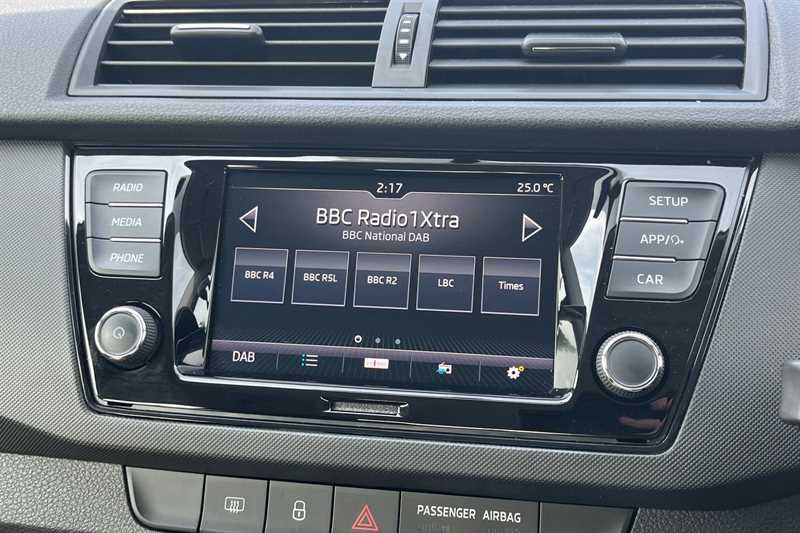 RADIO
MEDIA
PHONE
2:17
25.0 °C
BBC Radio1Xtra
BBC National DAB
BBC R4
BBC R5L
BBC R2
LBC
Times
DAB
SETUP
APP/
CAR
PASSENGER AIRBAG